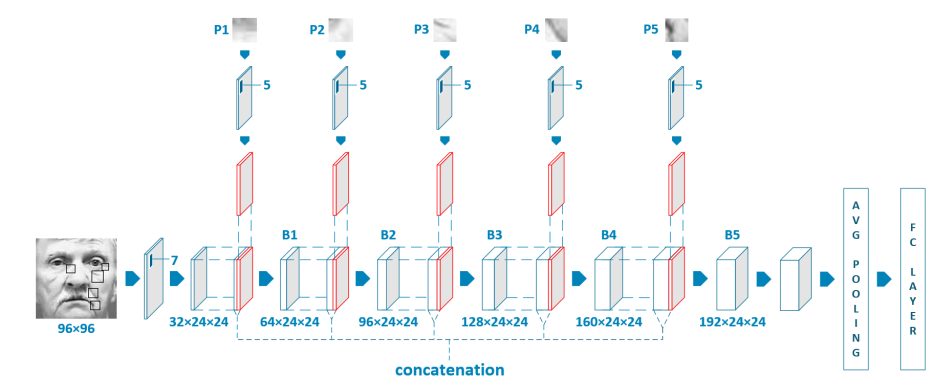 P1
P2
P3
P4
P5
5
5
5
5
5
7
B1
B2
B3
B4
B5
96×96
32×24×24
64×24×24
96×24×24
128×24×24
160×24×24
192×24×24
concatenation
AVG POOLING
FC LAYER